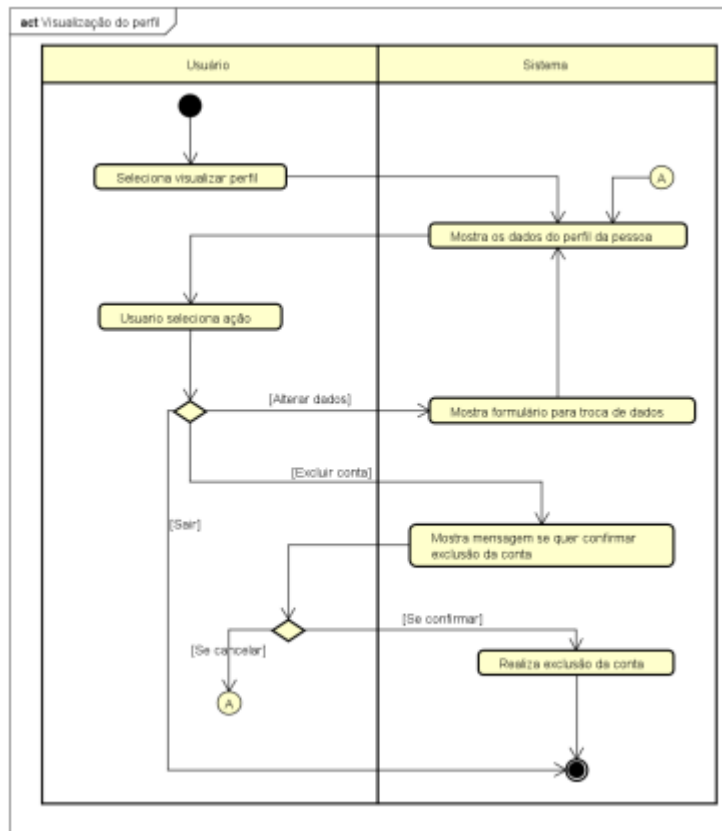 act Visualização do perfil
Usuário
Sistema
Seleciona visualizar perfil
A
Mostra os dados do perfil da pessoa
Usuario seleciona ação
[Alterar dados]
Mostra formulário para troca de dados
[Excluir conta]
[Sair]
Mostra mensagem se quer confirmar
exclusão da conta
[Se confirmar]
[Se cancelar]
Realiza exclusão da conta
A